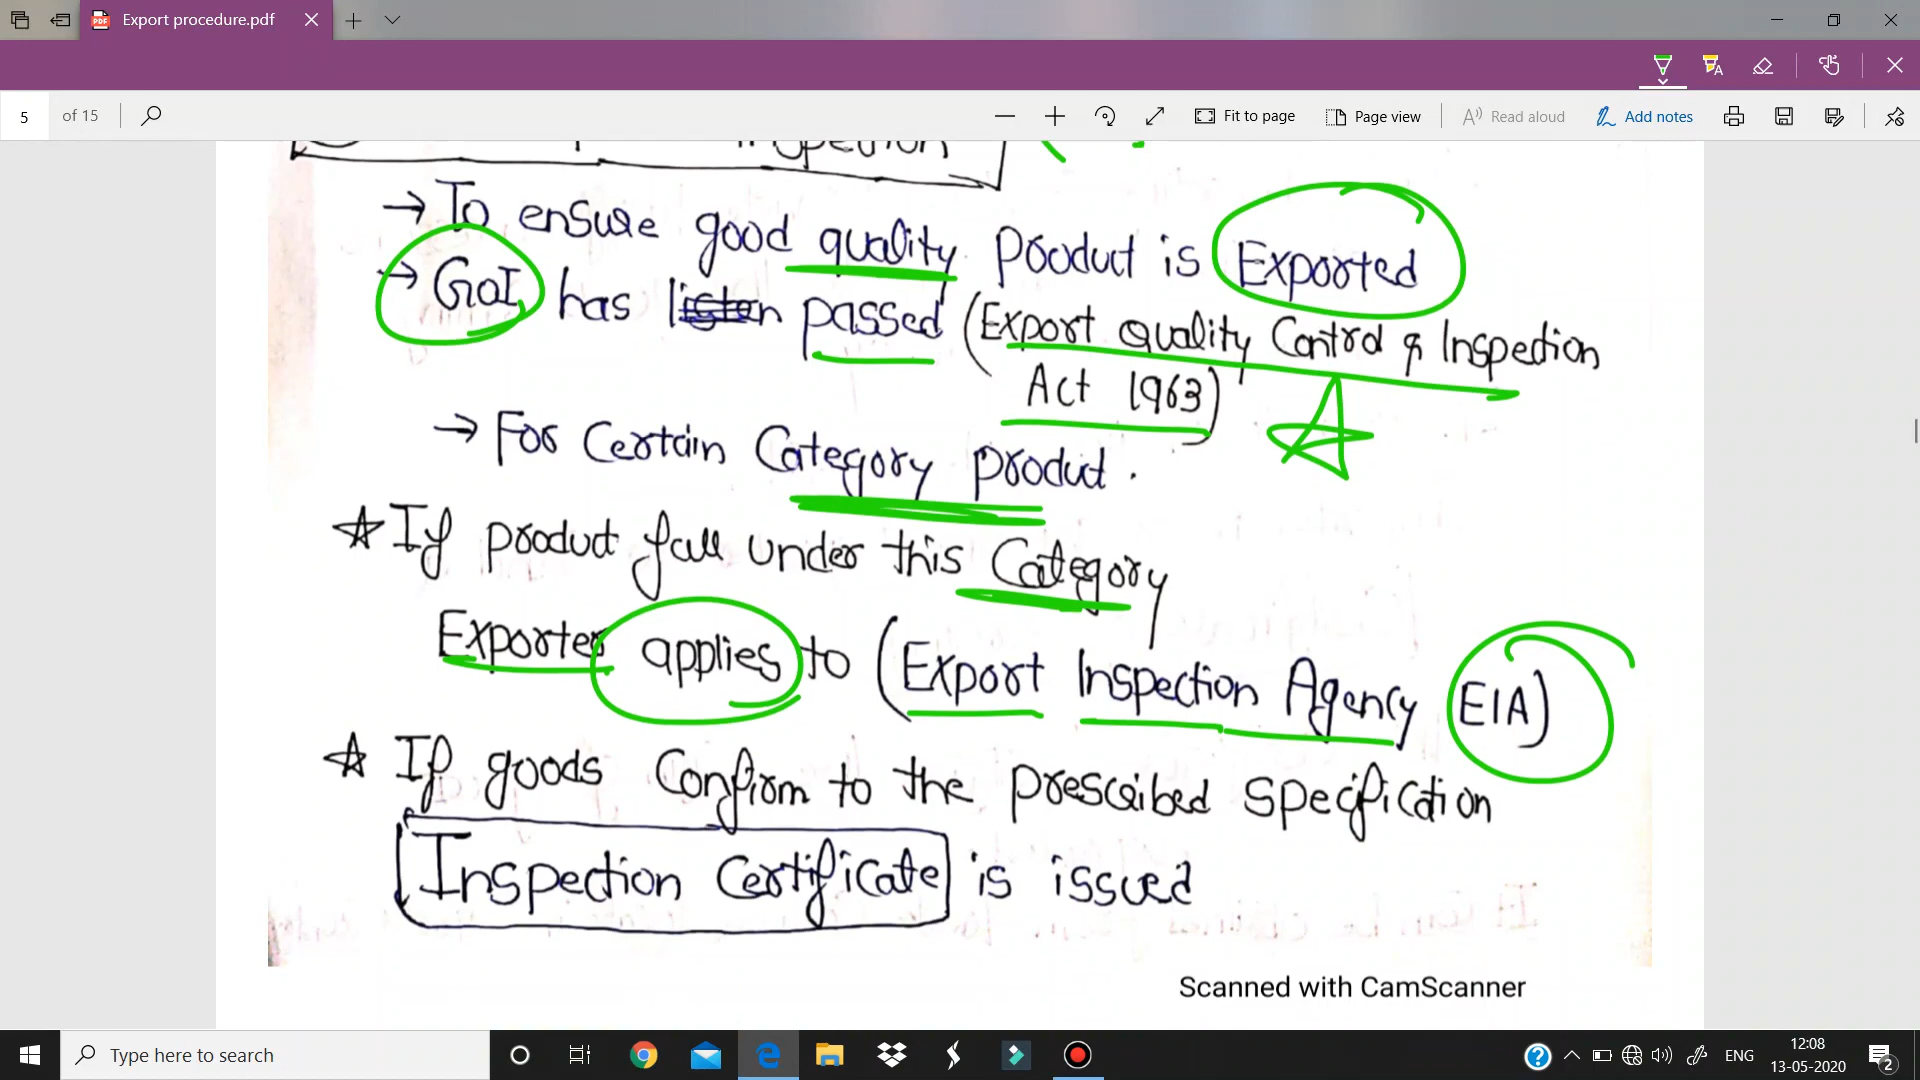 Export procedure.pdf
5 of 15
Fit to page
Page view
Read aloud
Add notes
Inspection
→ To ensure good quality Product is Exported
→ GOI has passed (Export Quality Control & Inspection
Act 1963)
→ For Certain Category product.
☆ If product fall under this Category
Exporter applies to (Export Inspection Agency EIA)
☆ If goods Confirm to the prescribed specification
Inspection Certificate is issued
Scanned with CamScanner
Type here to search
ENG
12:08
13-05-2020
2